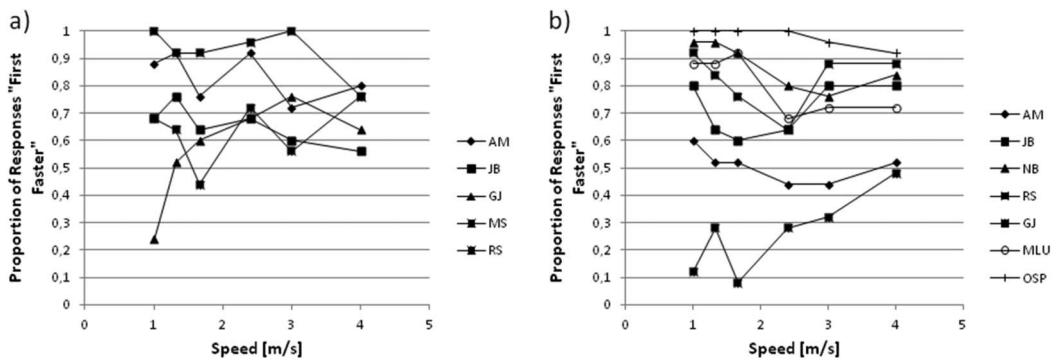 a)
Proportion of Responses "First
Faster"
1
0,9
0,8
0,7
0,6
0,5
0,4
0,3
0,2
0,1
0
0 1 2 3 4 5
Speed [m/s]
AM
JB
GJ
MS
RS
b)
Proportion of Responses "First
Faster"
1
0,9
0,8
0,7
0,6
0,5
0,4
0,3
0,2
0,1
0
0 1 2 3 4 5
Speed [m/s]
AM
JB
NB
RS
GJ
MLU
OSP